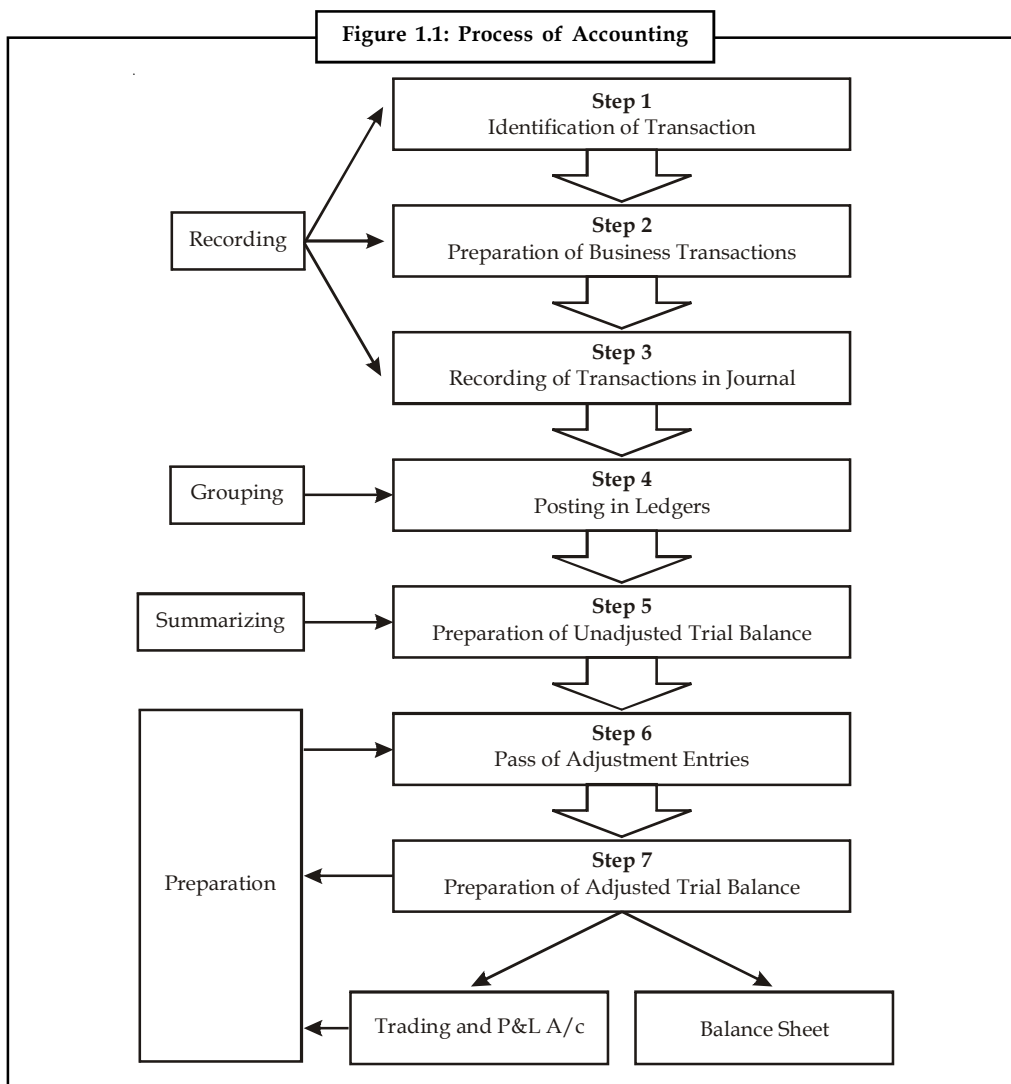 Figure 1.1: Process of Accounting
Step 1
Identification of Transaction
Recording
Step 2
Preparation of Business Transactions
Step 3
Recording of Transactions in Journal
Grouping
Step 4
Posting in Ledgers
Summarizing
Step 5
Preparation of Unadjusted Trial Balance
Step 6
Pass of Adjustment Entries
Preparation
Step 7
Preparation of Adjusted Trial Balance
Trading and P&L A/c
Balance Sheet